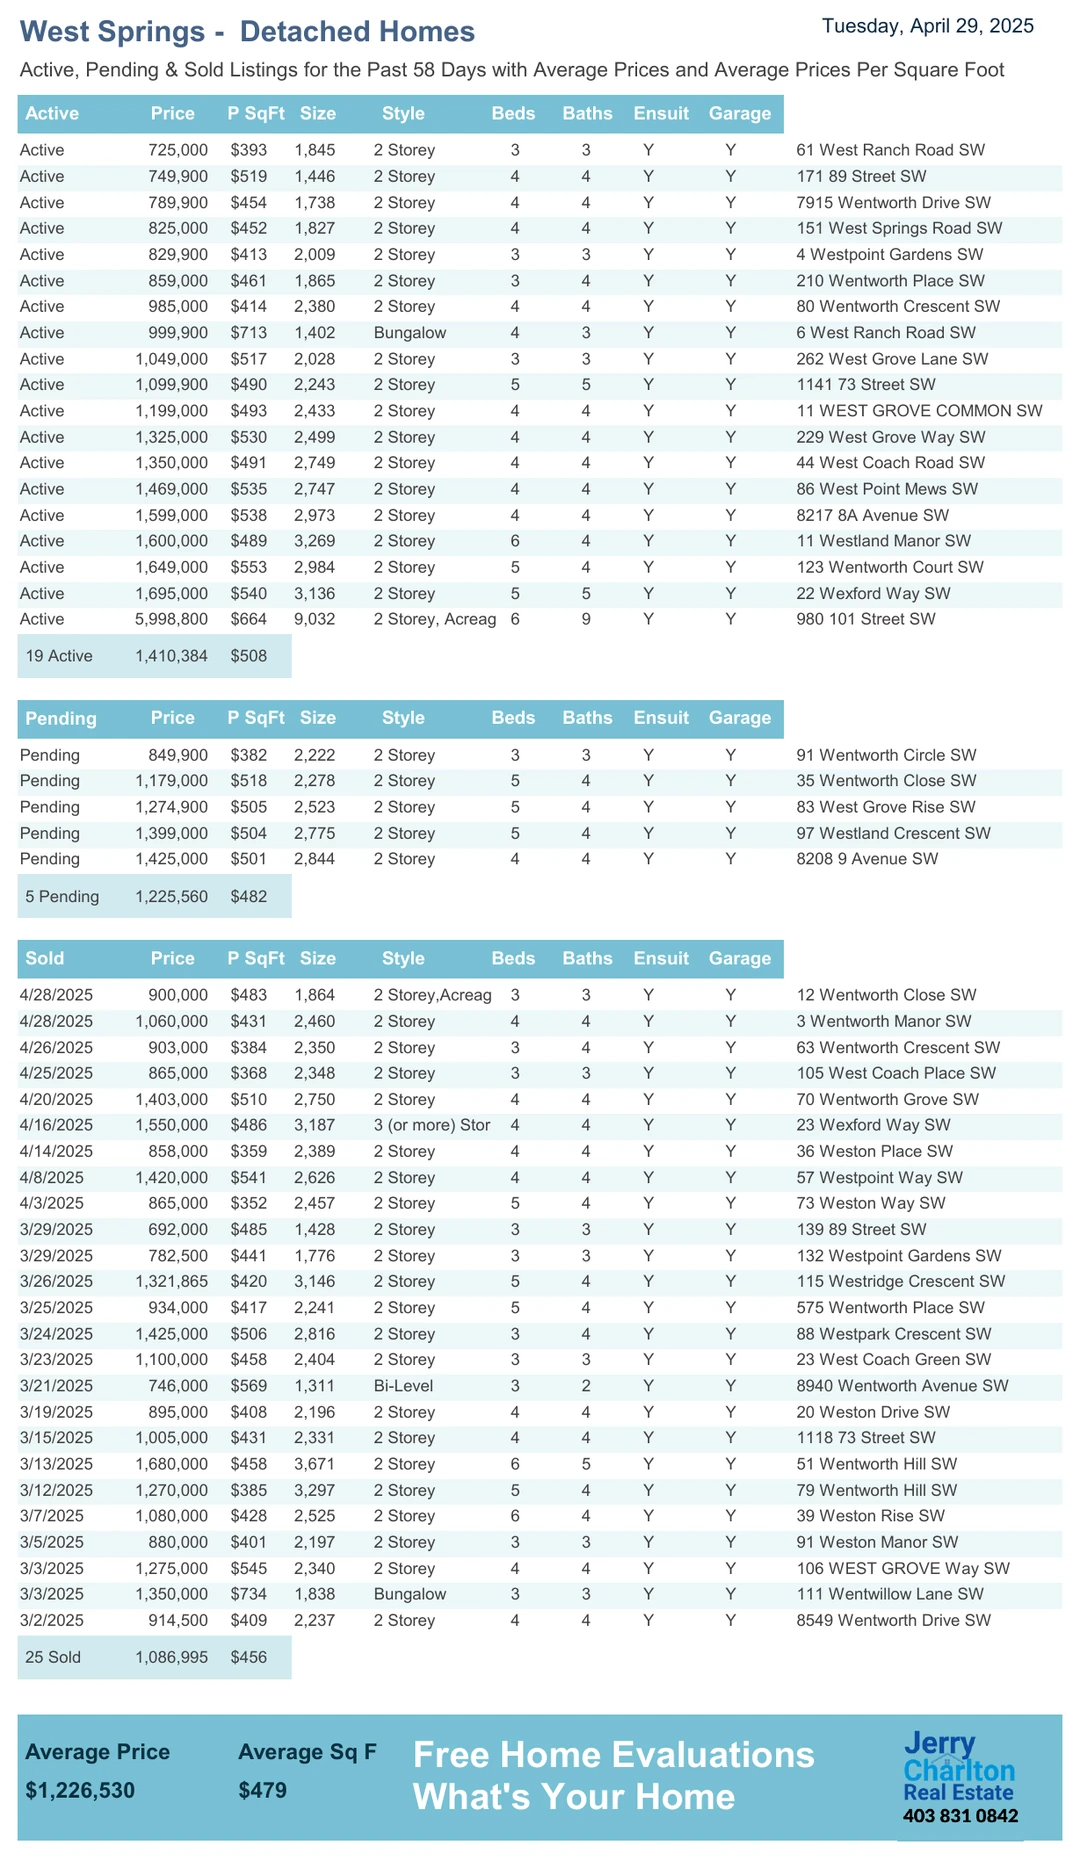 West Springs -  Detached Homes
Tuesday, April 29, 2025
Active, Pending & Sold Listings for the Past 58 Days with Average Prices and Average Prices Per Square Foot
Active Price P SqFt Size Style Beds Baths Ensuit Garage
Active 725,000 $393 1,845 2 Storey 3 3 Y Y 61 West Ranch Road SW
Active 749,900 $519 1,446 2 Storey 4 4 Y Y 171 89 Street SW
Active 789,900 $454 1,738 2 Storey 4 4 Y Y 7915 Wentworth Drive SW
Active 825,000 $452 1,827 2 Storey 4 4 Y Y 151 West Springs Road SW
Active 829,900 $413 2,009 2 Storey 3 3 Y Y 4 Westpoint Gardens SW
Active 859,000 $461 1,865 2 Storey 3 4 Y Y 210 Wentworth Place SW
Active 985,000 $414 2,380 2 Storey 4 4 Y Y 80 Wentworth Crescent SW
Active 999,900 $713 1,402 Bungalow 4 3 Y Y 6 West Ranch Road SW
Active 1,049,000 $517 2,028 2 Storey 3 3 Y Y 262 West Grove Lane SW
Active 1,099,900 $490 2,243 2 Storey 5 5 Y Y 1141 73 Street SW
Active 1,199,000 $493 2,433 2 Storey 4 4 Y Y 11 WEST GROVE COMMON SW
Active 1,325,000 $530 2,499 2 Storey 4 4 Y Y 229 West Grove Way SW
Active 1,350,000 $491 2,749 2 Storey 4 4 Y Y 44 West Coach Road SW
Active 1,469,000 $535 2,747 2 Storey 4 4 Y Y 86 West Point Mews SW
Active 1,599,000 $538 2,973 2 Storey 4 4 Y Y 8217 8A Avenue SW
Active 1,600,000 $489 3,269 2 Storey 6 4 Y Y 11 Westland Manor SW
Active 1,649,000 $553 2,984 2 Storey 5 4 Y Y 123 Wentworth Court SW
Active 1,695,000 $540 3,136 2 Storey 5 5 Y Y 22 Wexford Way SW
Active 5,998,800 $664 9,032 2 Storey, Acreag 6 9 Y Y 980 101 Street SW
19 Active 1,410,384 $508
Pending Price P SqFt Size Style Beds Baths Ensuit Garage
Pending 849,900 $382 2,222 2 Storey 3 3 Y Y 91 Wentworth Circle SW
Pending 1,179,000 $518 2,278 2 Storey 5 4 Y Y 35 Wentworth Close SW
Pending 1,274,900 $505 2,523 2 Storey 5 4 Y Y 83 West Grove Rise SW
Pending 1,399,000 $504 2,775 2 Storey 5 4 Y Y 97 Westland Crescent SW
Pending 1,425,000 $501 2,844 2 Storey 4 4 Y Y 8208 9 Avenue SW
5 Pending 1,225,560 $482
Sold Price P SqFt Size Style Beds Baths Ensuit Garage
4/28/2025 900,000 $483 1,864 2 Storey,Acreag 3 3 Y Y 12 Wentworth Close SW
4/28/2025 1,060,000 $431 2,460 2 Storey 4 4 Y Y 3 Wentworth Manor SW
4/26/2025 903,000 $384 2,350 2 Storey 3 4 Y Y 63 Wentworth Crescent SW
4/25/2025 865,000 $368 2,348 2 Storey 3 3 Y Y 105 West Coach Place SW
4/20/2025 1,403,000 $510 2,750 2 Storey 4 4 Y Y 70 Wentworth Grove SW
4/16/2025 1,550,000 $486 3,187 3 (or more) Stor 4 4 Y Y 23 Wexford Way SW
4/14/2025 858,000 $359 2,389 2 Storey 4 4 Y Y 36 Weston Place SW
4/8/2025 1,420,000 $541 2,626 2 Storey 4 4 Y Y 57 Westpoint Way SW
4/3/2025 865,000 $352 2,457 2 Storey 5 4 Y Y 73 Weston Way SW
3/29/2025 692,000 $485 1,428 2 Storey 3 3 Y Y 139 89 Street SW
3/29/2025 782,500 $441 1,776 2 Storey 3 3 Y Y 132 Westpoint Gardens SW
3/26/2025 1,321,865 $420 3,146 2 Storey 5 4 Y Y 115 Westridge Crescent SW
3/25/2025 934,000 $417 2,241 2 Storey 5 4 Y Y 575 Wentworth Place SW
3/24/2025 1,425,000 $506 2,816 2 Storey 3 4 Y Y 88 Westpark Crescent SW
3/23/2025 1,100,000 $458 2,404 2 Storey 3 3 Y Y 23 West Coach Green SW
3/21/2025 746,000 $569 1,311 Bi-Level 3 2 Y Y 8940 Wentworth Avenue SW
3/19/2025 895,000 $408 2,196 2 Storey 4 4 Y Y 20 Weston Drive SW
3/15/2025 1,005,000 $431 2,331 2 Storey 4 4 Y Y 1118 73 Street SW
3/13/2025 1,680,000 $458 3,671 2 Storey 6 5 Y Y 51 Wentworth Hill SW
3/12/2025 1,270,000 $385 3,297 2 Storey 5 4 Y Y 79 Wentworth Hill SW
3/7/2025 1,080,000 $428 2,525 2 Storey 6 4 Y Y 39 Weston Rise SW
3/5/2025 880,000 $401 2,197 2 Storey 3 3 Y Y 91 Weston Manor SW
3/3/2025 1,275,000 $545 2,340 2 Storey 4 4 Y Y 106 WEST GROVE Way SW
3/3/2025 1,350,000 $734 1,838 Bungalow 3 3 Y Y 111 Wentwillow Lane SW
3/2/2025 914,500 $409 2,237 2 Storey 4 4 Y Y 8549 Wentworth Drive SW
25 Sold 1,086,995 $456
Average Price Average Sq F
$1,226,530 $479
Free Home Evaluations
What's Your Home
Jerry
Charlton
Real Estate
403 831 0842